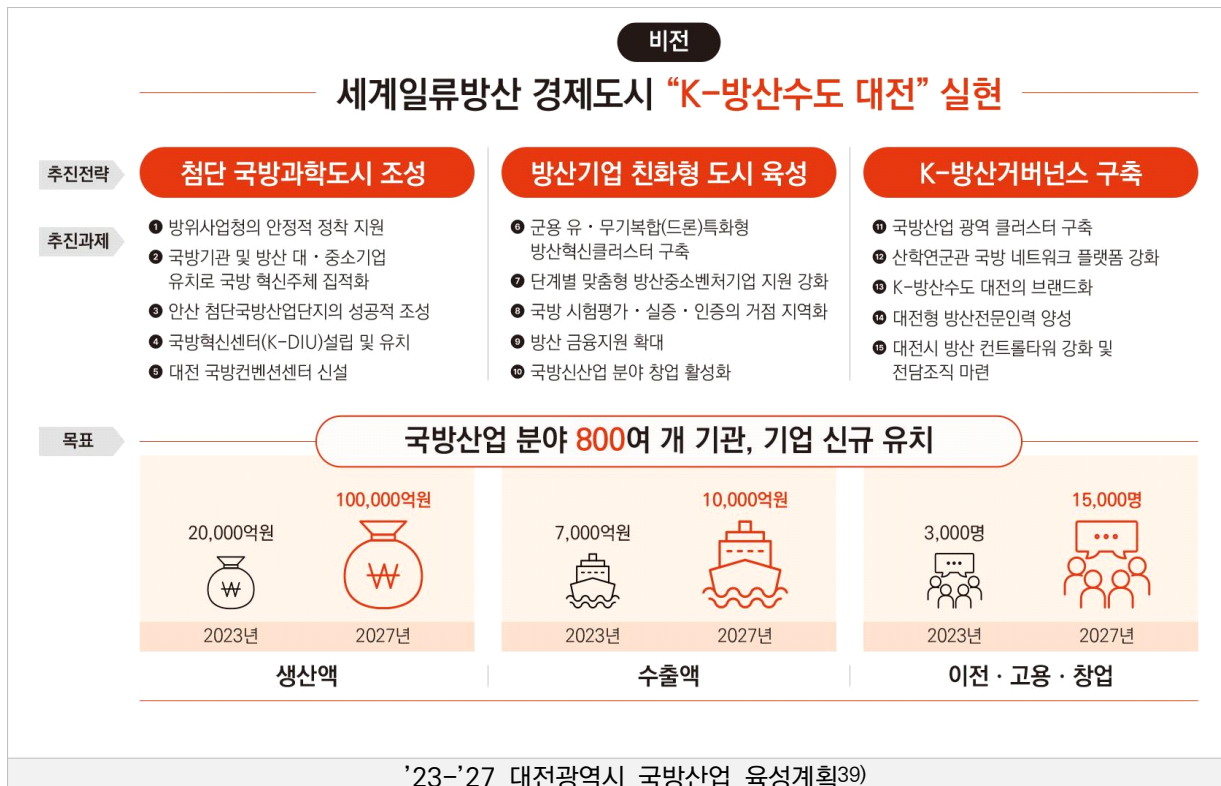 비전
세계일류방산 경제도시 “K-방산수도 대전” 실현
추진전략
첨단 국방과학도시 조성
방산기업 친화형 도시 육성
K-방산거버넌스 구축
추진과제
❶ 방위사업청의 안정적 정착 지원
❷ 국방기관 및 방산 대·중소기업
유치로 국방 혁신주체 집적화
❸ 안산 첨단국방산업단지의 성공적 조성
❹ 국방혁신센터(K-DIU)설립 및 유치
❺ 대전 국방컨벤션센터 신설
❻ 군용 유·무기복합(드론)특화형
방산혁신클러스터 구축
❼ 단계별 맞춤형 방산중소벤처기업 지원 강화
❽ 국방 시험평가·실증·인증의 거점 지역화
❾ 방산 금융지원 확대
❿ 국방신산업 분야 창업 활성화
⓫ 국방산업 광역 클러스터 구축
⓬ 산학연군관 국방 네트워크 플랫폼 강화
⓭ K-방산수도 대전의 브랜드화
⓮ 대전형 방산전문인력 양성
⓯ 대전시 방산 컨트롤타워 강화 및
전담조직 마련
목표
국방산업 분야 800여 개 기관, 기업 신규 유치
20,000억원
100,000억원
2023년
2027년
생산액
7,000억원
10,000억원
2023년
2027년
수출액
3,000명
15,000명
2023년
2027년
이전·고용·창업
’23-’27 대전광역시 국방산업 육성계획39)